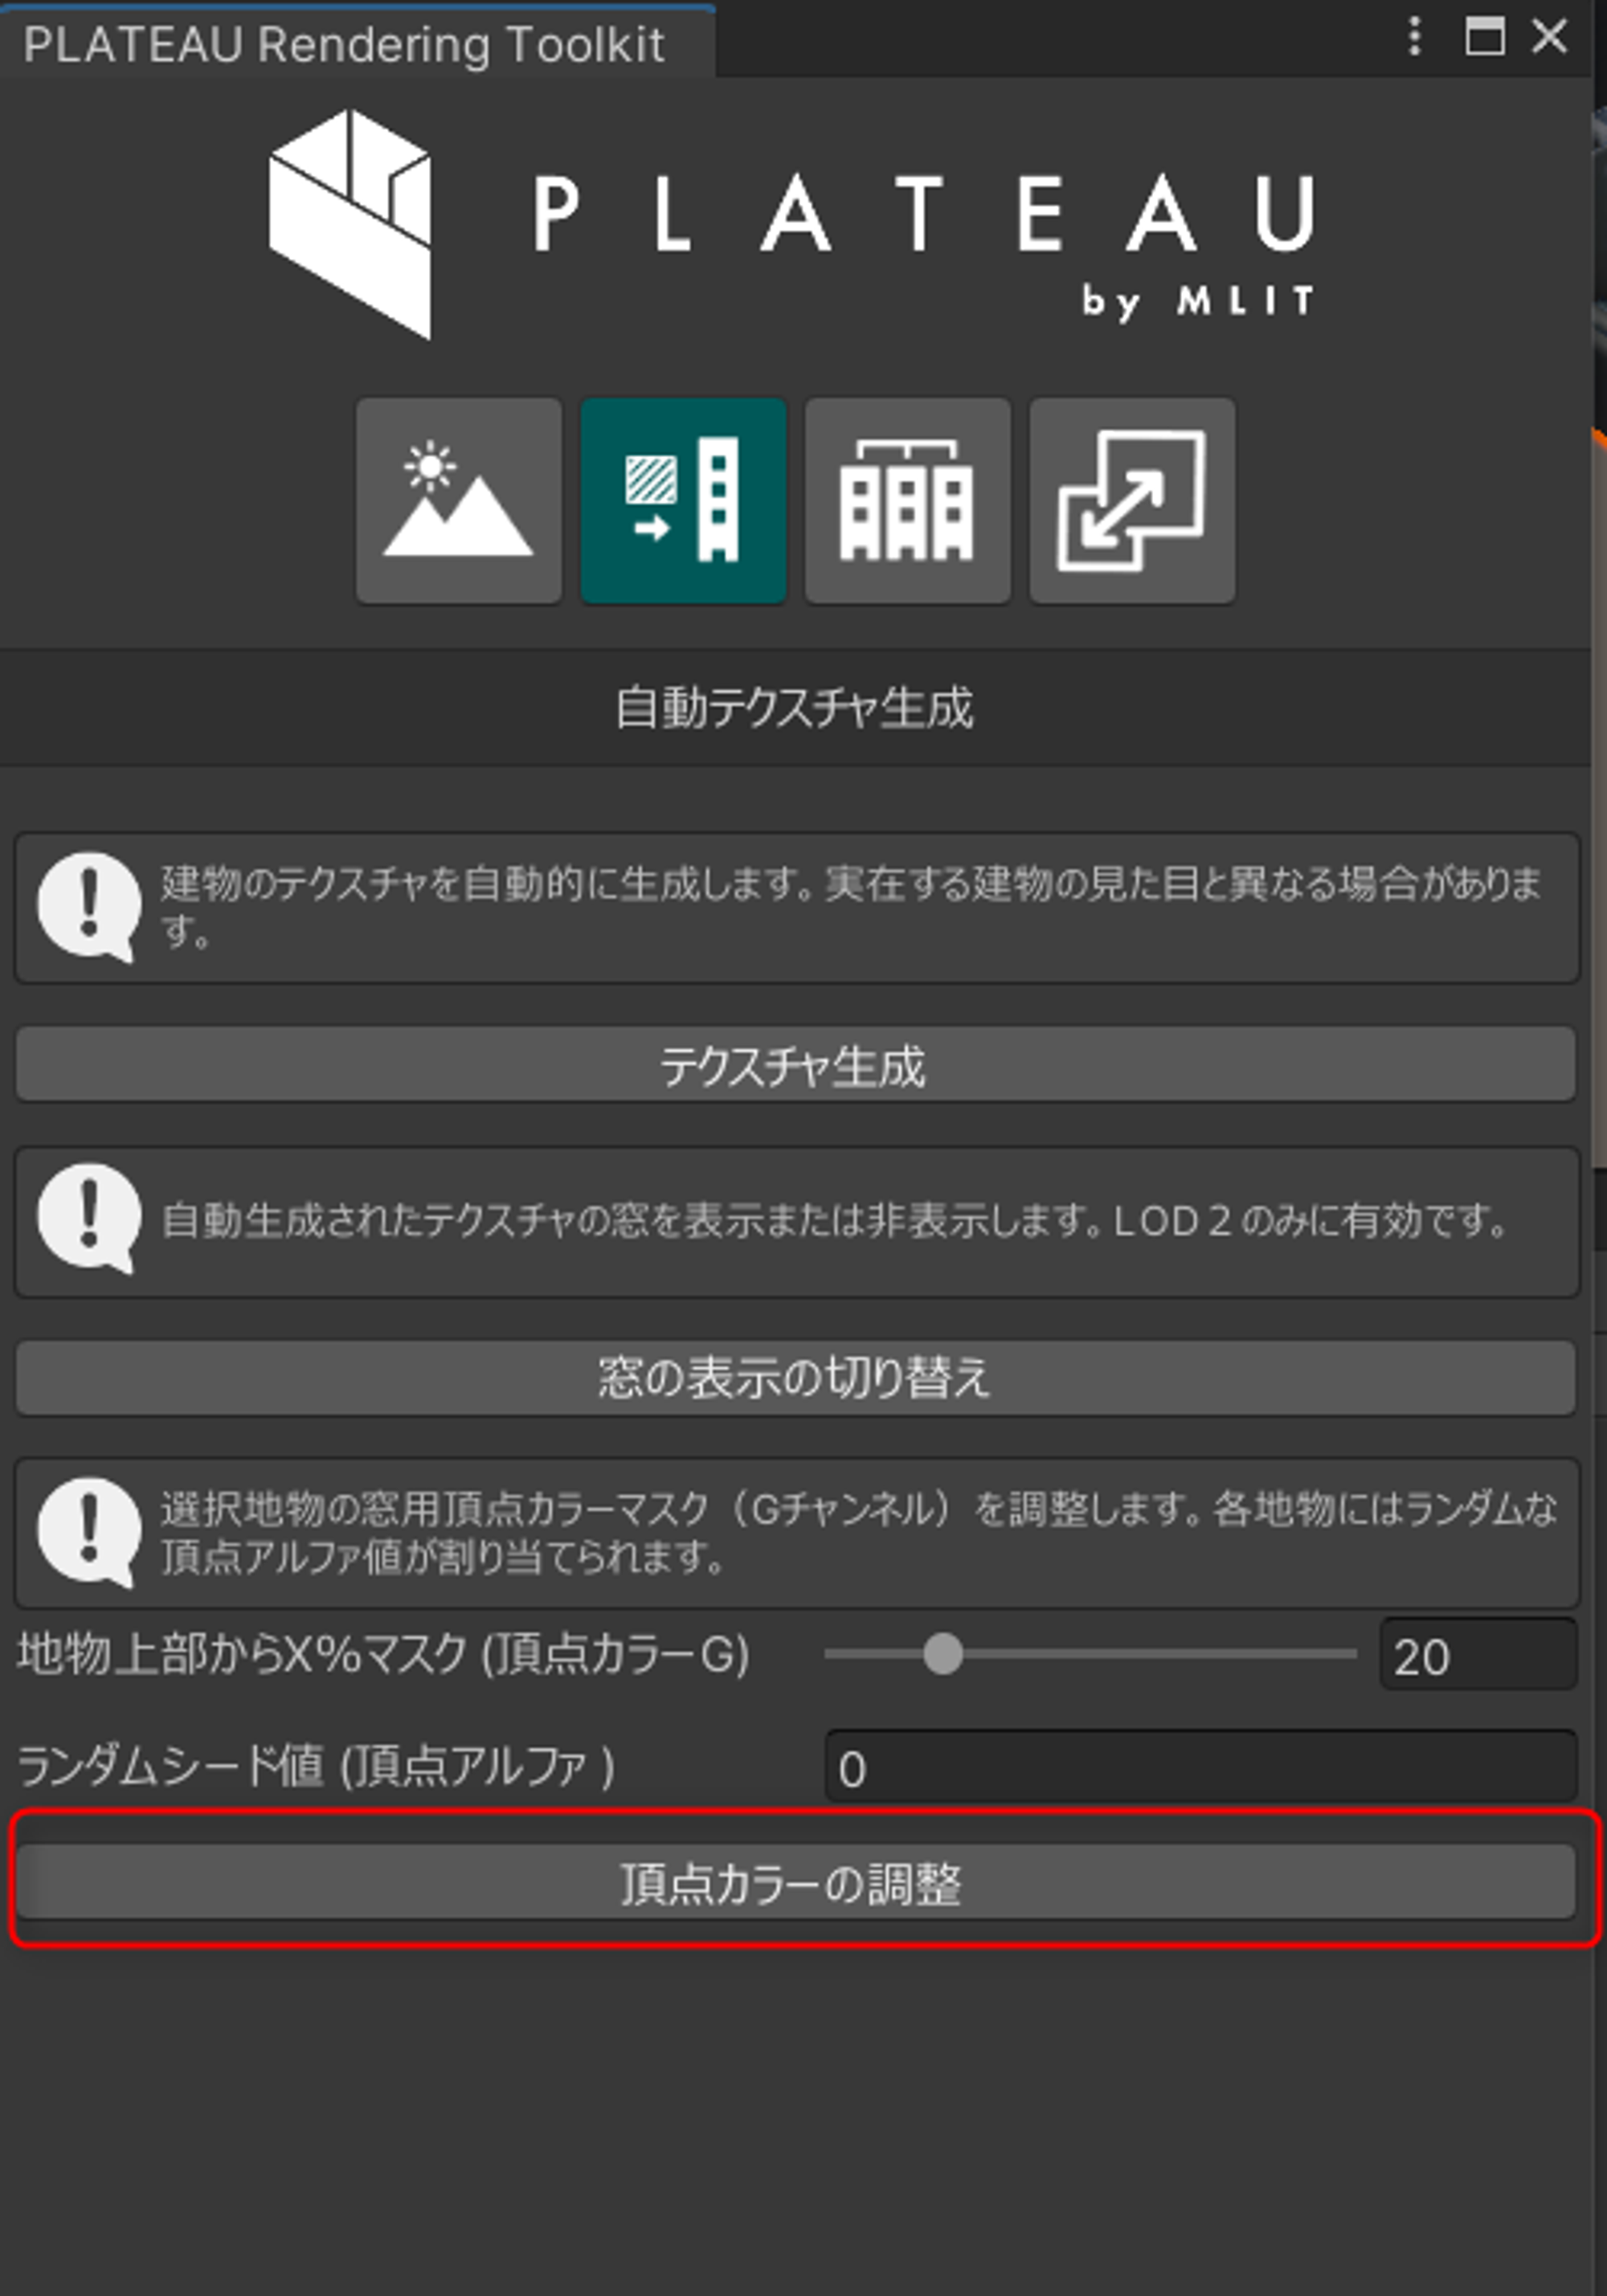 PLATEAU Rendering Toolkit
PLATEAU
by MLIT
自動テクスチャ生成
建物のテクスチャを自動的に生成します。実在する建物の見た目と異なる場合がありま
す。
テクスチャ生成
自動生成されたテクスチャの窓を表示または非表示します。LOD 2 のみに有効です。
窓の表示の切り替え
選択地物の窓用頂点カラーマスク（Gチャンネル）を調整します。各地物にはランダムな
頂点アルファ値が割り当てられます。
地物上部からX%マスク (頂点カラーG) 20
ランダムシード値 (頂点アルファ) 0
頂点カラーの調整